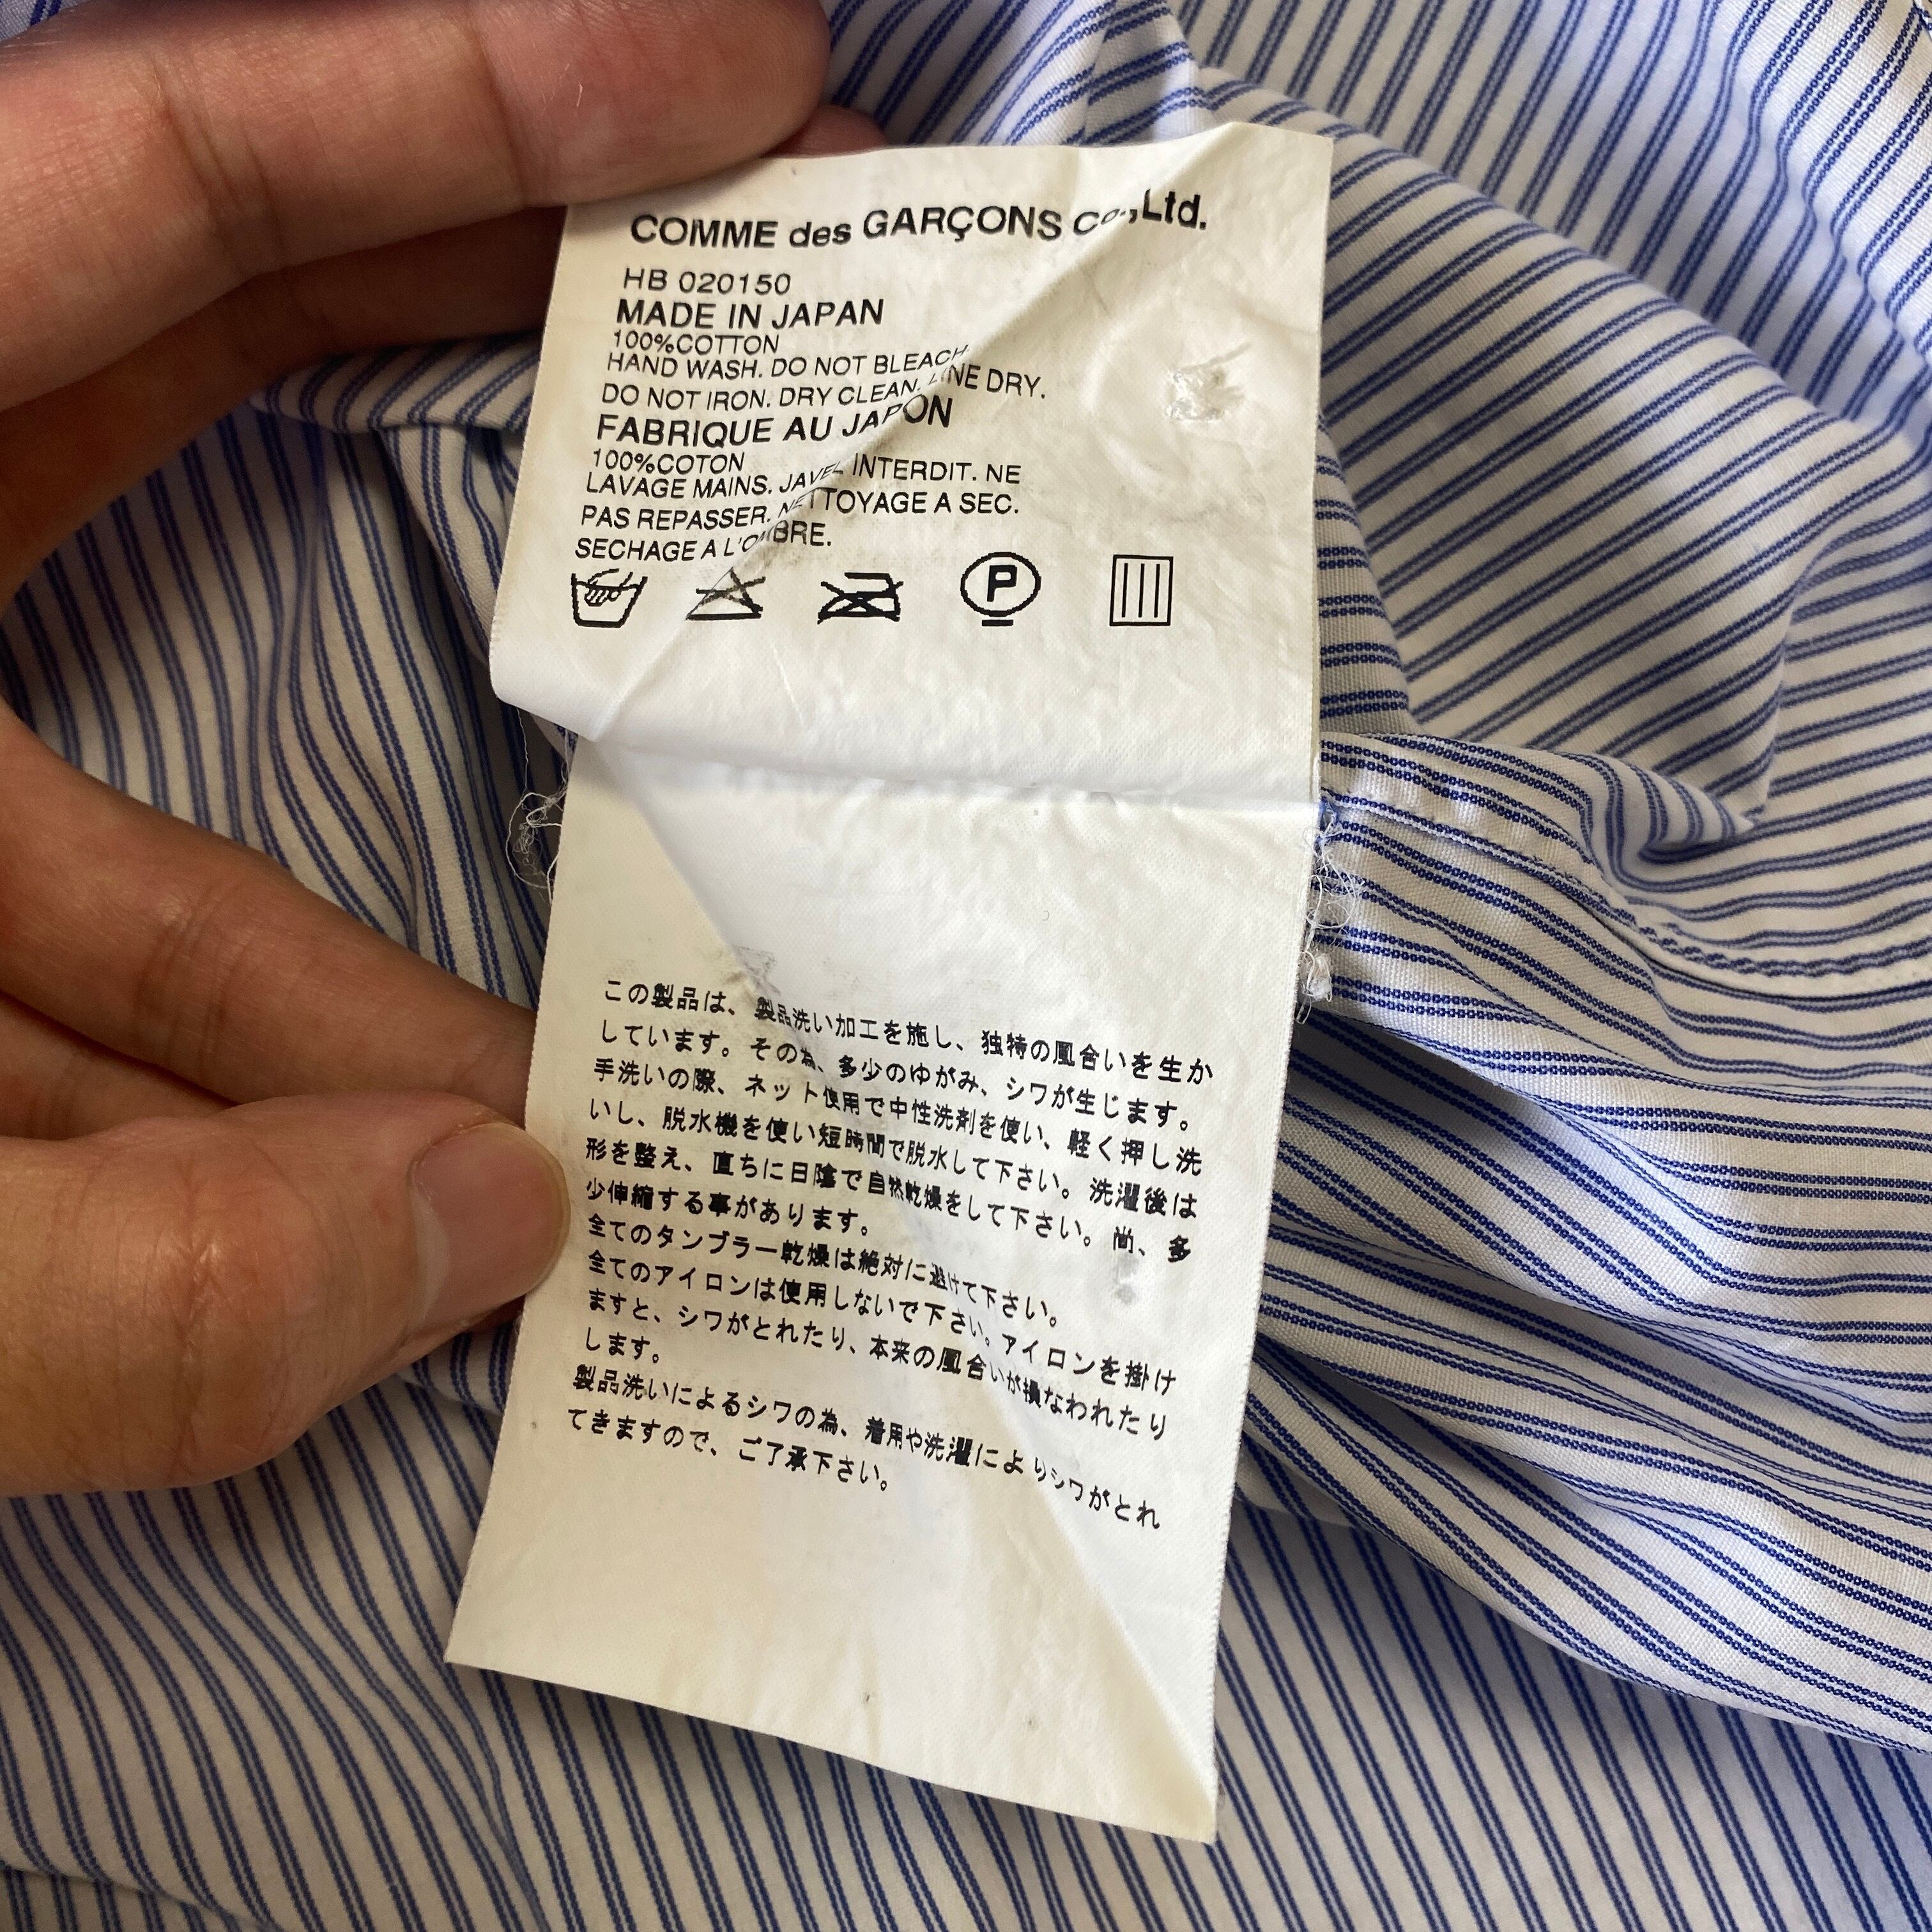 COMME des GARÇONS Co.,Ltd.
HB 020150
MADE IN JAPAN
100%COTTON
HAND WASH. DO NOT BLEACH.
DO NOT IRON. DRY CLEAN. LINE DRY.
FABRIQUE AU JAPON
100%COTON
LAVAGE MAINS. JAVEL INTERDIT. NE
PAS REPASSER. NETTOYAGE A SEC.
SECHAGE A L'OMBRE.
P
この製品は、製品洗い加工を施し、独特の風合いを生か
しています。その為、多少のゆがみ、シワが生じます。
手洗いの際、ネット使用で中性洗剤を使い、軽く押し洗
いし、脱水機を使い短時間で脱水して下さい。洗濯後は
形を整え、直ちに日陰で自然乾燥をして下さい。尚、多
少伸縮する事があります。
全てのタンブラー乾燥は絶対に避けて下さい。
全てのアイロンは使用しないで下さい。アイロンを掛け
ますと、シワがとれたり、本来の風合いが損なわれたり
します。
製品洗いによるシワの為、着用や洗濯によりシワがとれ
てきますので、ご了承下さい。